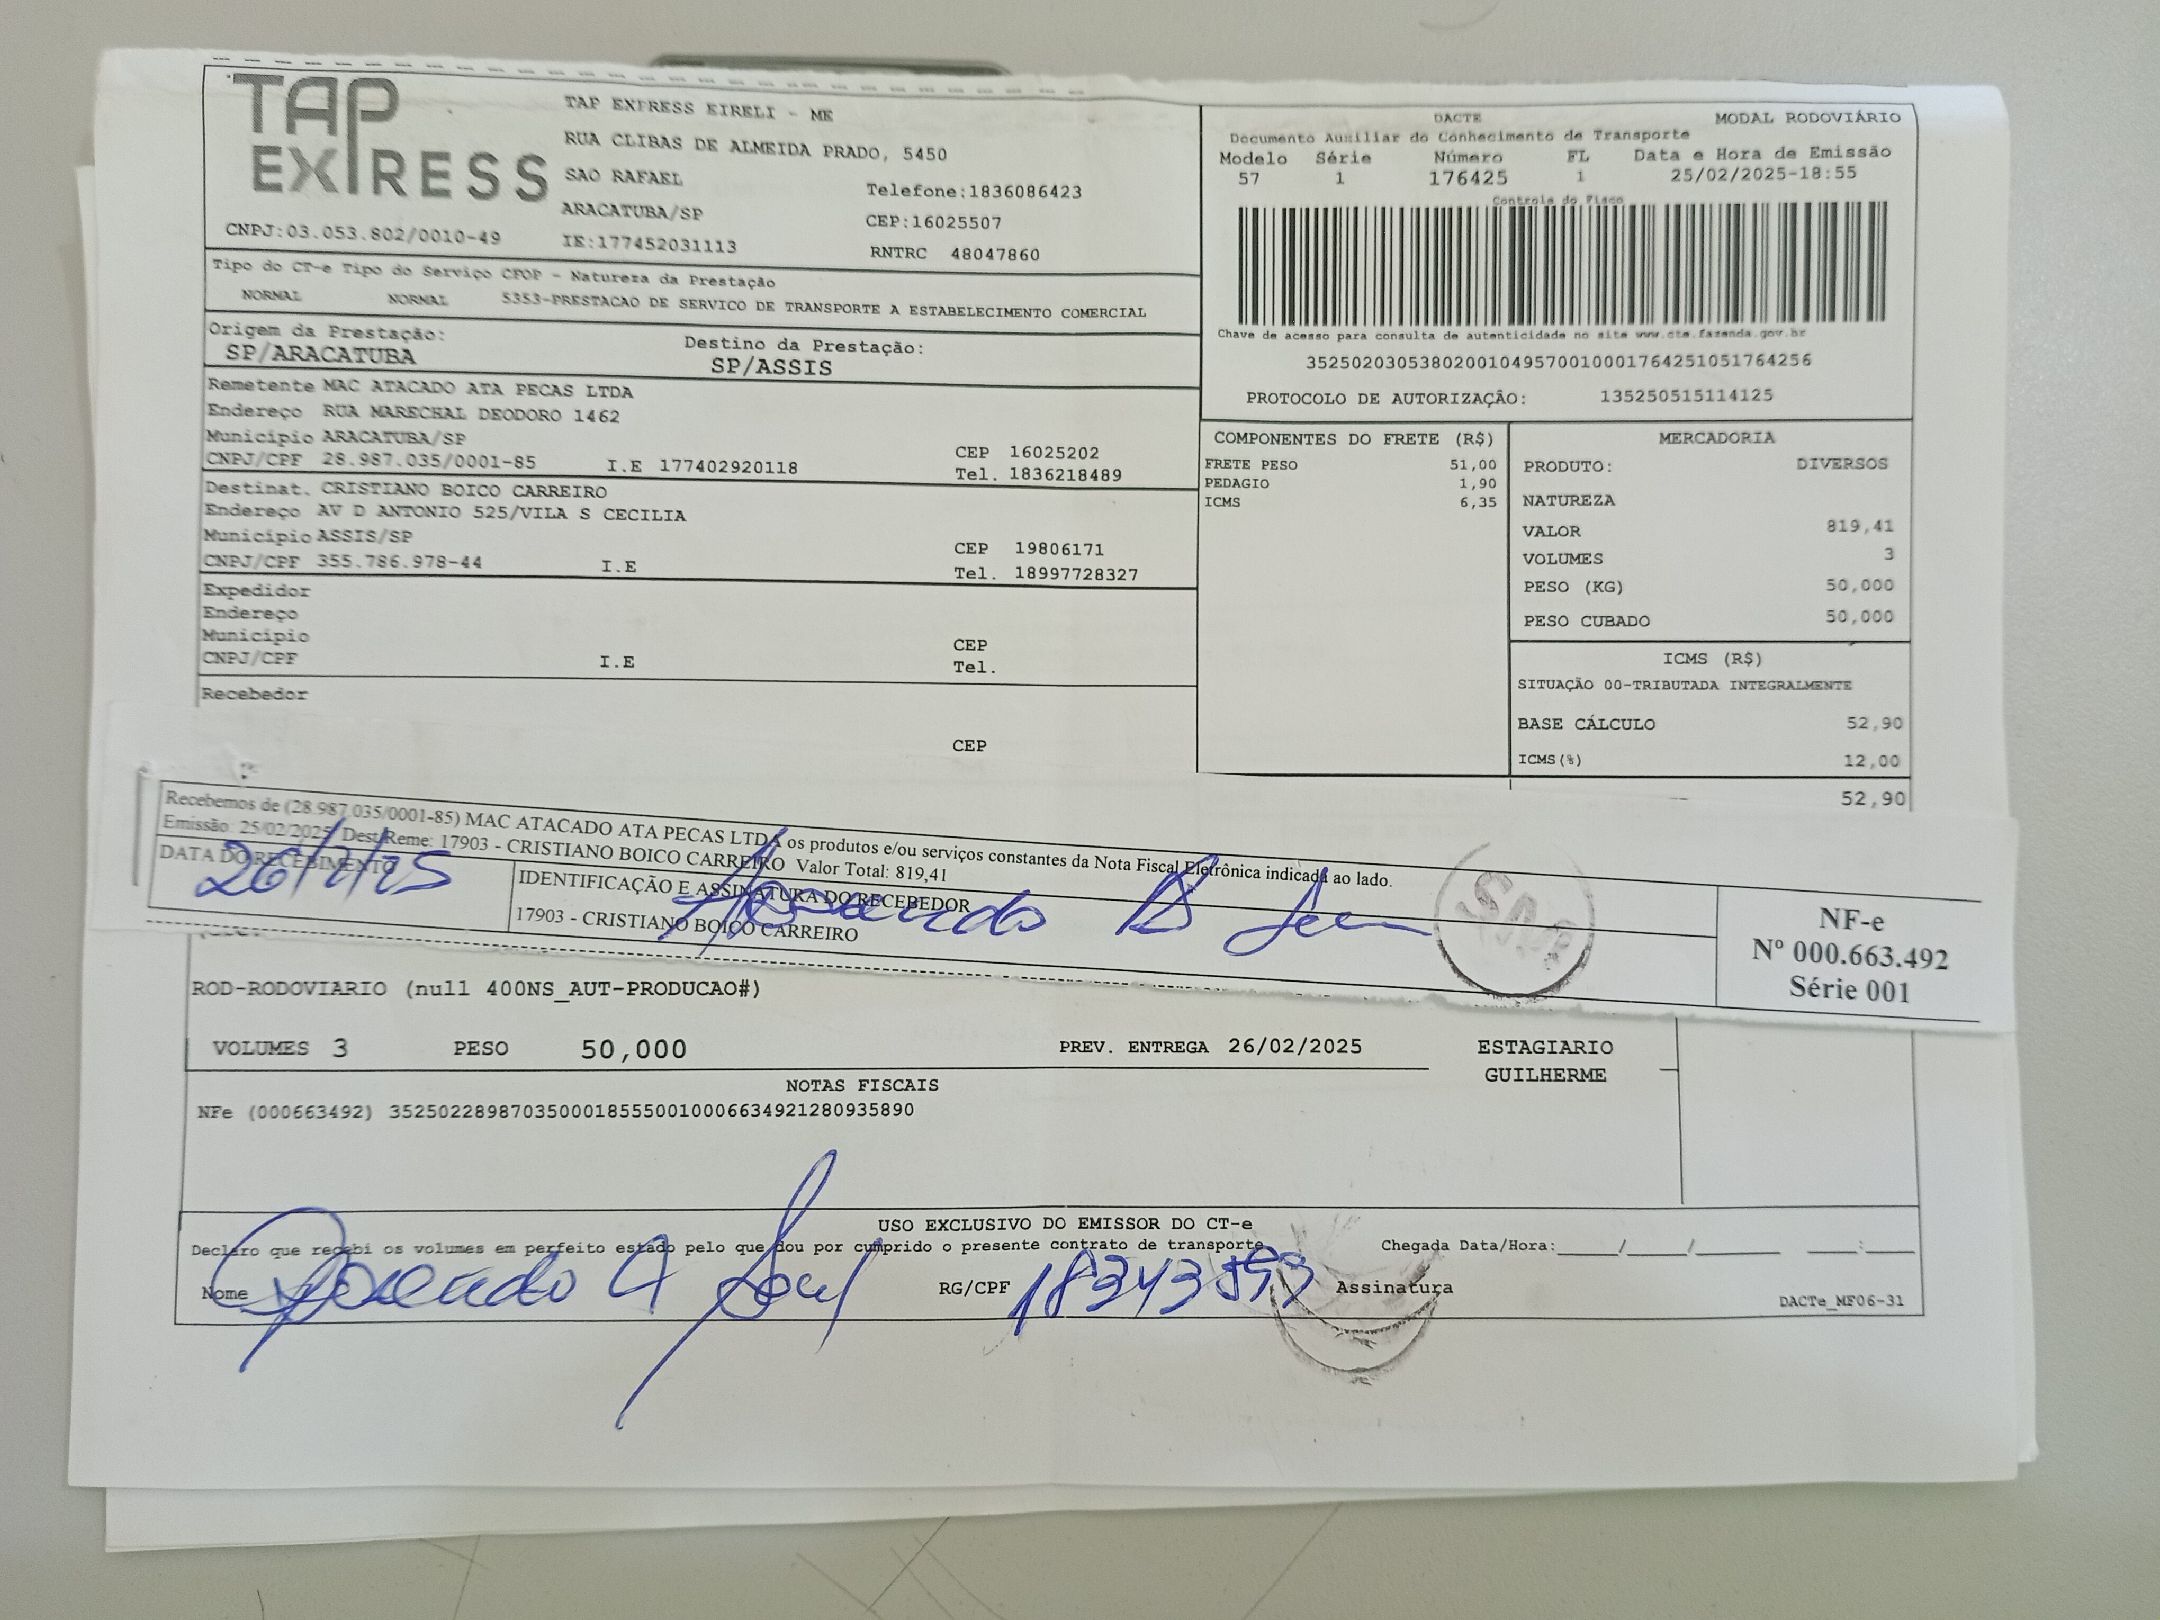 TAP EXPRESS
TAP EXPRESS EIRELI - ME
RUA CLIBAS DE ALMEIDA PRADO, 5450
SAO RAFAEL
Telefone:1836086423
ARACATUBA/SP
CEP:16025507
CNPJ:03.053.802/0010-49
IE:177452031113
RNTRC 48047860
DACTE
MODAL RODOVIÁRIO
Documento Auxiliar do Conhecimento de Transporte
Modelo Série Número FL Data e Hora de Emissão
57 1 176425 1 25/02/2025-18:55
Controle do Fisco
Chave de acesso para consulta de autenticidade no site www.cte.fazenda.gov.br
35250203053802001049570010001764251051764256
PROTOCOLO DE AUTORIZAÇÃO: 135250515114125
Tipo do CT-e Tipo do Serviço CFOP - Natureza da Prestação
NORMAL NORMAL 5353-PRESTACAO DE SERVICO DE TRANSPORTE A ESTABELECIMENTO COMERCIAL
Origem da Prestação: Destino da Prestação:
SP/ARACATUBA SP/ASSIS
Remetente MAC ATACADO ATA PECAS LTDA
Endereço RUA MARECHAL DEODORO 1462
Município ARACATUBA/SP CEP 16025202
CNPJ/CPF 28.987.035/0001-85 I.E 177402920118 Tel. 1836218489
Destinat. CRISTIANO BOICO CARREIRO
Endereço AV D ANTONIO 525/VILA S CECILIA
Município ASSIS/SP CEP 19806171
CNPJ/CPF 355.786.978-44 I.E Tel. 18997728327
Expedidor
Endereço
Município CEP
CNPJ/CPF I.E Tel.
Recebedor
CEP
COMPONENTES DO FRETE (R$)
FRETE PESO 51,00
PEDAGIO 1,90
ICMS 6,35
MERCADORIA
PRODUTO: DIVERSOS
NATUREZA
VALOR 819,41
VOLUMES 3
PESO (KG) 50,000
PESO CUBADO 50,000
ICMS (R$)
SITUAÇÃO 00-TRIBUTADA INTEGRALMENTE
BASE CÁLCULO 52,90
ICMS(%) 12,00
52,90
Recebemos de (28.987.035/0001-85) MAC ATACADO ATA PECAS LTDA os produtos e/ou serviços constantes da Nota Fiscal Eletrônica indicada ao lado.
Emissão: 25/02/2025 Dest/Reme: 17903 - CRISTIANO BOICO CARREIRO Valor Total: 819,41
DATA DO RECEBIMENTO
26/2/25
IDENTIFICAÇÃO E ASSINATURA DO RECEBEDOR
17903 - CRISTIANO BOICO CARREIRO
NF-e
Nº 000.663.492
Série 001
ROD-RODOVIARIO (null 400NS_AUT-PRODUCAO#)
VOLUMES 3 PESO 50,000 PREV. ENTREGA 26/02/2025
ESTAGIARIO
GUILHERME
NOTAS FISCAIS
NFe (000663492) 35250228987035000185550010006634921280935890
USO EXCLUSIVO DO EMISSOR DO CT-e
Declaro que recebi os volumes em perfeito estado pelo que dou por cumprido o presente contrato de transporte
Chegada Data/Hora:_____/_____/________ ____:____
Nome RG/CPF Assinatura
DACTe_MF06-31